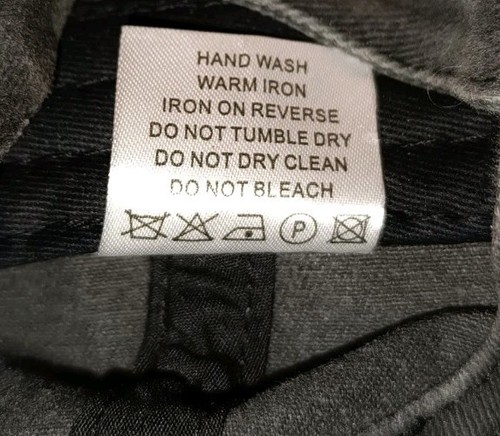 HAND WASH
WARM IRON
IRON ON REVERSE
DO NOT TUMBLE DRY
DO NOT DRY CLEAN
DO NOT BLEACH
P